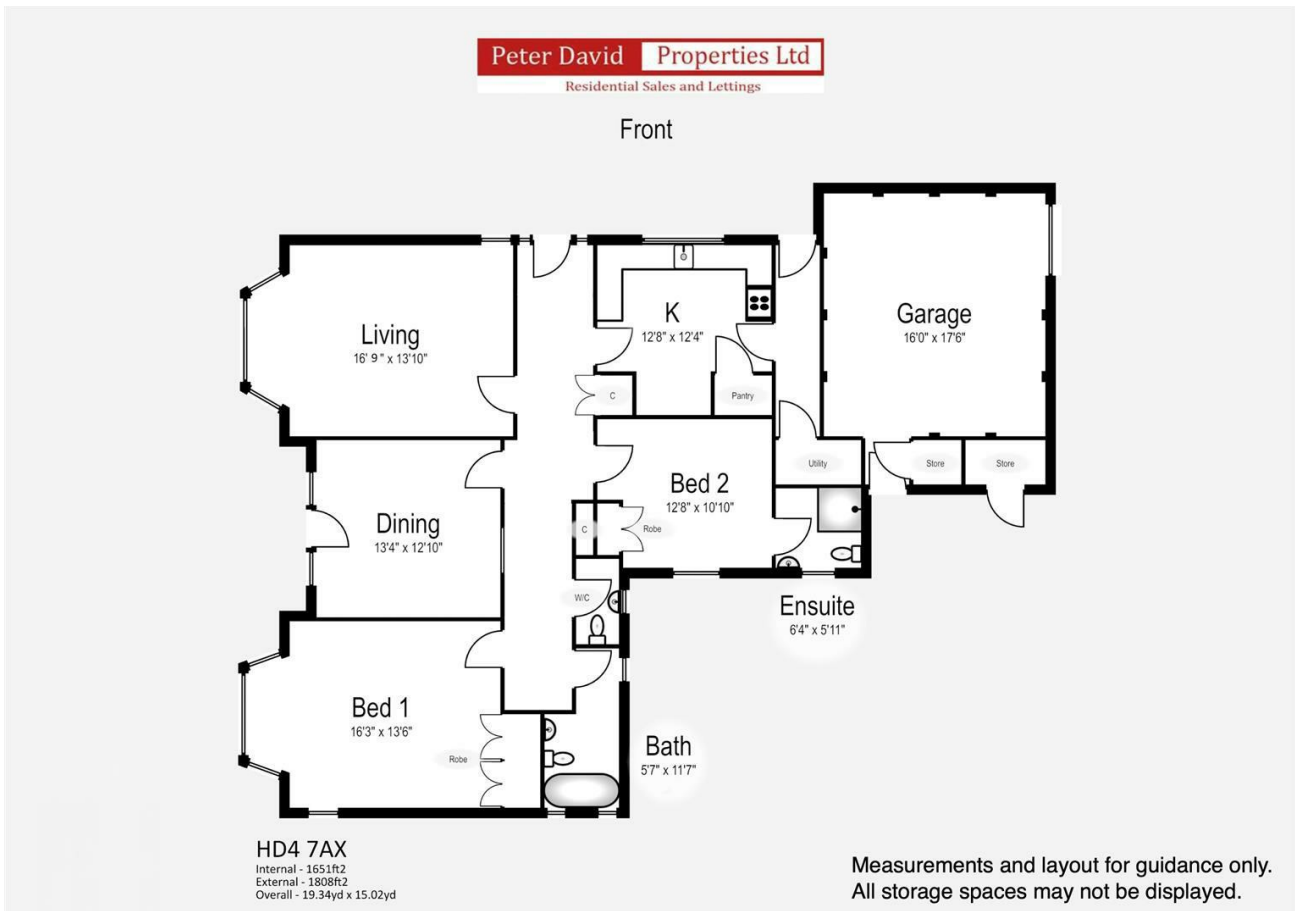 Peter David Properties Ltd
Residential Sales and Lettings
Front
Living
16' 9" x 13'10"
K
12'8" x 12'4"
Garage
16'0" x 17'6"
C
Pantry
Utility
Store
Store
Bed 2
12'8" x 10'10"
Dining
13'4" x 12'10"
C
Robe
W/C
Ensuite
6'4" x 5'11"
Bed 1
16'3" x 13'6"
Robe
Bath
5'7" x 11'7"
HD4 7AX
Internal - 1651ft2
External - 1808ft2
Overall - 19.34yd x 15.02yd
Measurements and layout for guidance only.
All storage spaces may not be displayed.